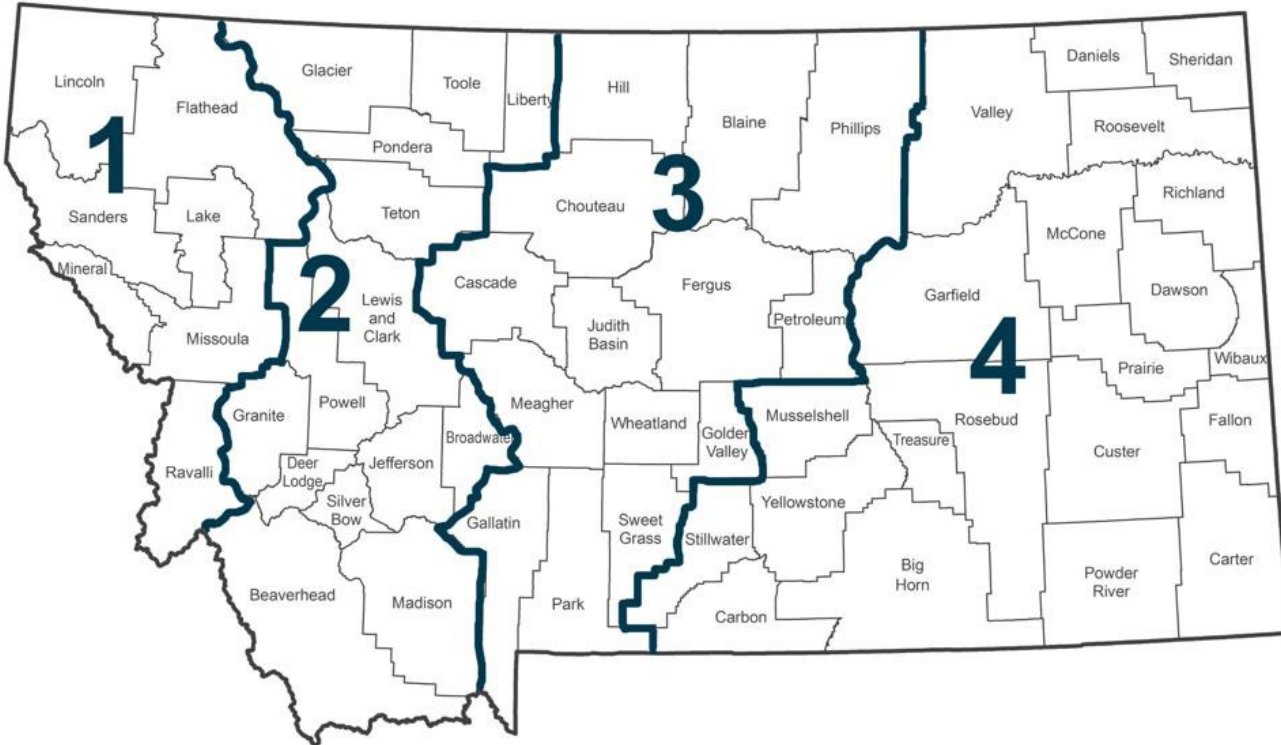 Lincoln
Flathead
Glacier
Toole
Liberty
Hill
Blaine
Phillips
Valley
Daniels
Sheridan
Roosevelt
1
Pondera
3
Sanders
Lake
Teton
Chouteau
McCone
Richland
Mineral
2
Lewis
and
Clark
Cascade
Fergus
Garfield
Dawson
Missoula
Judith
Basin
Petroleum
4
Prairie
Wibaux
Granite
Powell
Meagher
Wheatland
Golden
Valley
Musselshell
Rosebud
Treasure
Fallon
Broadwater
Ravalli
Deer
Lodge
Jefferson
Custer
Silver
Bow
Gallatin
Sweet
Grass
Stillwater
Yellowstone
Beaverhead
Madison
Park
Carbon
Big
Horn
Powder
River
Carter